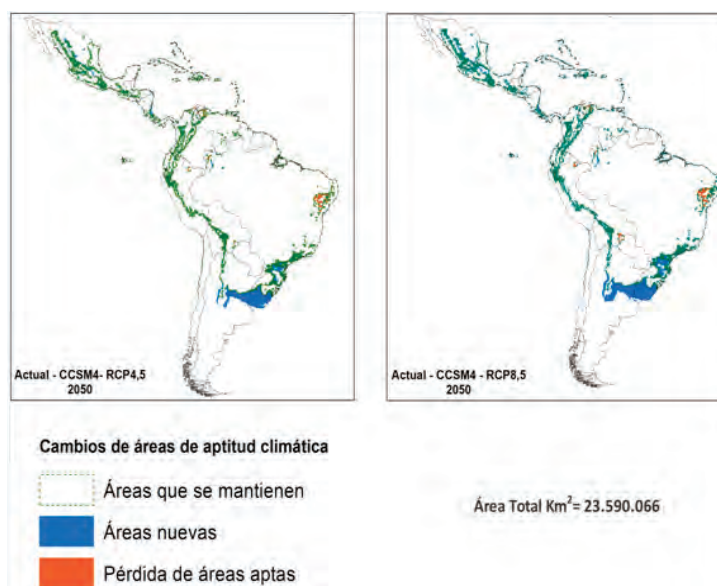 Actual - CCSM4- RCP4,5
2050
Actual - CCSM4 - RCP8,5
2050
Cambios de áreas de aptitud climática
Áreas que se mantienen
Áreas nuevas
Pérdida de áreas aptas
Área Total Km²= 23.590.066